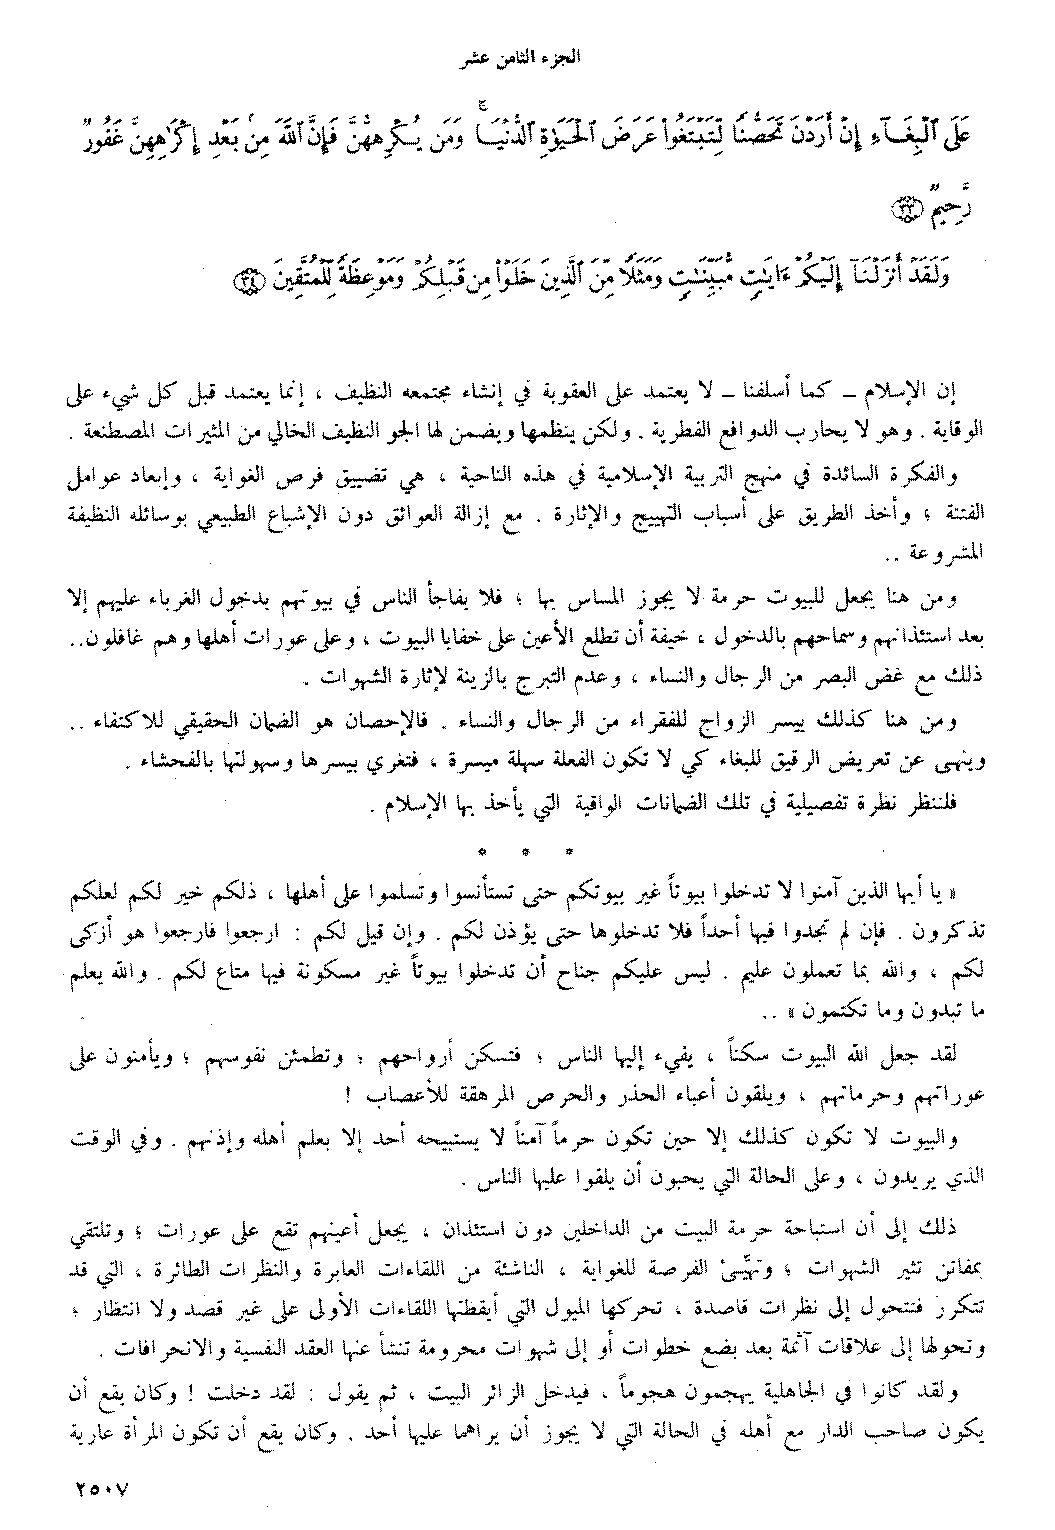 الجزء الثامن عشر
عَلَى ٱلْبِغَآءِ إِنْ أَرَدْنَ تَحَصُّنًا لِّتَبْتَغُوا۟ عَرَضَ ٱلْحَيَوٰةِ ٱلدُّنْيَا ۚ وَمَن يُكْرِههُّنَّ فَإِنَّ ٱللَّهَ مِنۢ بَعْدِ إِكْرَٰهِهِنَّ غَفُورٌ
رَّحِيمٌ ٣٣
وَلَقَدْ أَنزَلْنَآ إِلَيْكُمْ ءَايَٰتٍ مُّبَيِّنَٰتٍ وَمَثَلًا مِّنَ ٱلَّذِينَ خَلَوْا۟ مِن قَبْلِكُمْ وَمَوْعِظَةً لِّلْمُتَّقِينَ ٣٤
إن الإسلام – كما أسلفنا – لا يعتمد على العقوبة في إنشاء مجتمعه النظيف ، إنما يعتمد قبل كل شيء على
الوقاية . وهو لا يحارب الدوافع الفطرية . ولكن ينظمها ويضمن لها الجو النظيف الخالي من المثيرات المصطنعة .
والفكرة السائدة في منهج التربية الإسلامية في هذه الناحية ، هي تضييق فرص الغواية ، وإبعاد عوامل
الفتنة ؛ وأخذ الطريق على أسباب التهييج والإثارة . مع إزالة العوائق دون الإشباع الطبيعي بوسائله النظيفة
المشروعة ..
ومن هنا يجعل للبيوت حرمة لا يجوز المساس بها ؛ فلا يفاجأ الناس في بيوتهم بدخول الغرباء عليهم إلا
بعد استئذانهم وسماحهم بالدخول ، خيفة أن تطلع الأعين على خفايا البيوت ، وعلى عورات أهلها وهم غافلون..
ذلك مع غض البصر من الرجال والنساء ، وعدم التبرج بالزينة لإثارة الشهوات .
ومن هنا كذلك ييسر الزواج للفقراء من الرجال والنساء . فالإحصان هو الضمان الحقيقي للاكتفاء ..
وينهى عن تعريض الرقيق للبغاء كي لا تكون الفعلة سهلة ميسرة ، فتغري بيسرها وسهولتها بالفحشاء .
فلننظر نظرة تفصيلية في تلك الضمانات الواقية التي يأخذ بها الإسلام .
* * *
« يا أيها الذين آمنوا لا تدخلوا بيوتاً غير بيوتكم حتى تستأنسوا وتسلموا على أهلها ، ذلكم خير لكم لعلكم
تذكرون . فإن لم تجدوا فيها أحداً فلا تدخلوها حتى يؤذن لكم . وإن قيل لكم : ارجعوا فارجعوا هو أزكى
لكم ، والله بما تعملون عليم . ليس عليكم جناح أن تدخلوا بيوتاً غير مسكونة فيها متاع لكم . والله يعلم
ما تبدون وما تكتمون » ..
لقد جعل الله البيوت سكناً ، يفيء إليها الناس ؛ فتسكن أرواحهم ؛ وتطمئن نفوسهم ؛ ويأمنون على
عوراتهم وحرماتهم ، ويلقون أعباء الحذر والحرص المرهقة للأعصاب !
والبيوت لا تكون كذلك إلا حين تكون حرماً آمناً لا يستبيحه أحد إلا بعلم أهله وإذنهم . وفي الوقت
الذي يريدون ، وعلى الحالة التي يحبون أن يلقوا عليها الناس .
ذلك إلى أن استباحة حرمة البيت من الداخلين دون استئذان ، يجعل أعينهم تقع على عورات ؛ وتلتقي
بمفاتن تثير الشهوات ؛ وتهيّئ الفرصة للغواية ، الناشئة من اللقاءات العابرة والنظرات الطائرة ، التي قد
تتكرر فتتحول إلى نظرات قاصدة ، تحركها الميول التي أيقظتها اللقاءات الأولى على غير قصد ولا انتظار ؛
وتحولها إلى علاقات آثمة بعد بضع خطوات أو إلى شهوات محرومة تنشأ عنها العقد النفسية والانحرافات .
ولقد كانوا في الجاهلية يهجمون هجوماً ، فيدخل الزائر البيت ، ثم يقول : لقد دخلت ! وكان يقع أن
يكون صاحب الدار مع أهله في الحالة التي لا يجوز أن يراهما عليها أحد . وكان يقع أن تكون المرأة عارية
٢٥٠٧